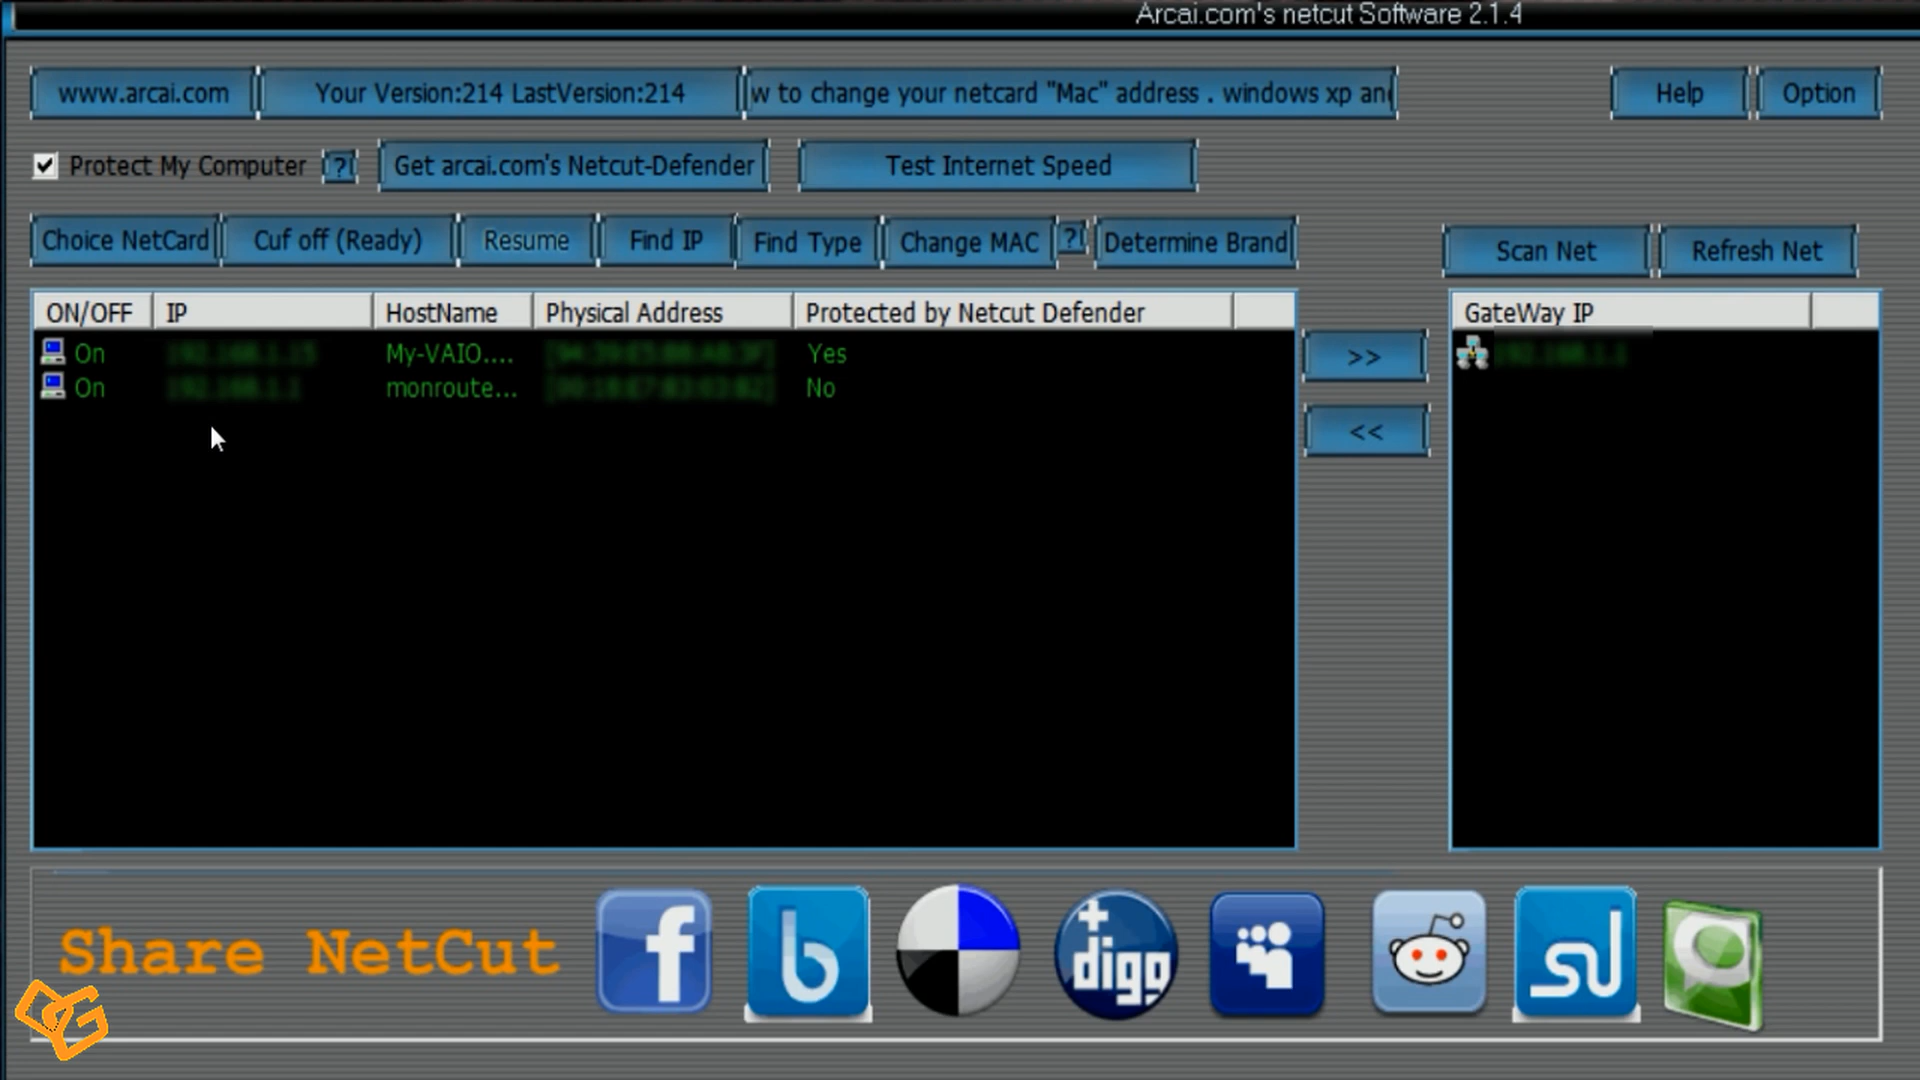 Arcai.com's netcut Software 2.1.4
www.arcai.com
Your Version:214 LastVersion:214
w to change your netcard "Mac" address . windows xp and
Help
Option
Protect My Computer
?
Get arcai.com's Netcut-Defender
Test Internet Speed
Choice NetCard
Cuf off (Ready)
Resume
Find IP
Find Type
Change MAC
?
Determine Brand
Scan Net
Refresh Net
ON/OFF IP HostName Physical Address Protected by Netcut Defender
On My-VAIO.... Yes
On monroute... No
>>
<<
GateWay IP
Share NetCut
f
b
digg